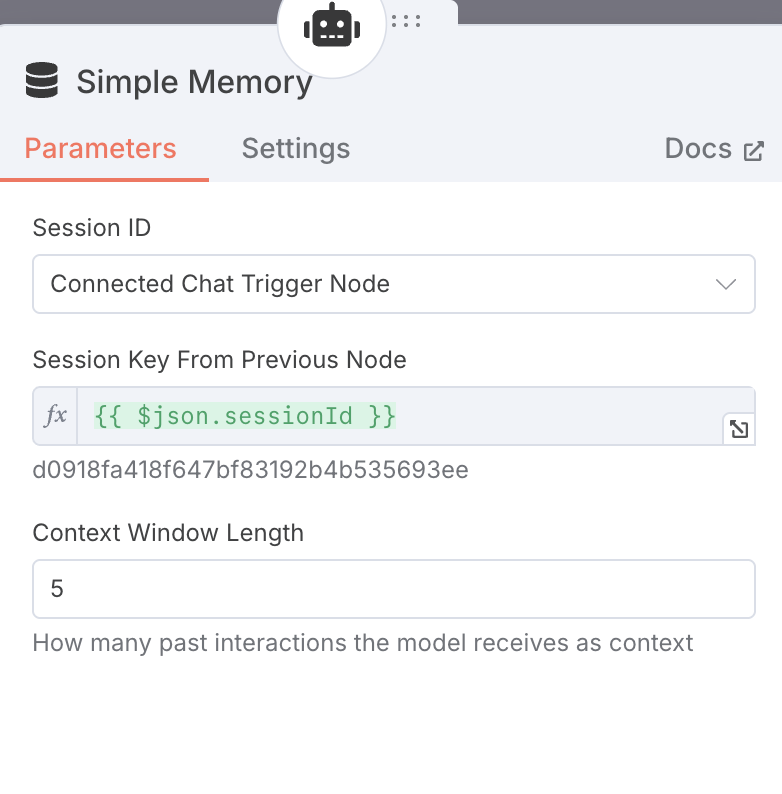 Simple Memory
Parameters Settings Docs
Session ID
Connected Chat Trigger Node
Session Key From Previous Node
fx {{ $json.sessionId }}
d0918fa418f647bf83192b4b535693ee
Context Window Length
5
How many past interactions the model receives as context